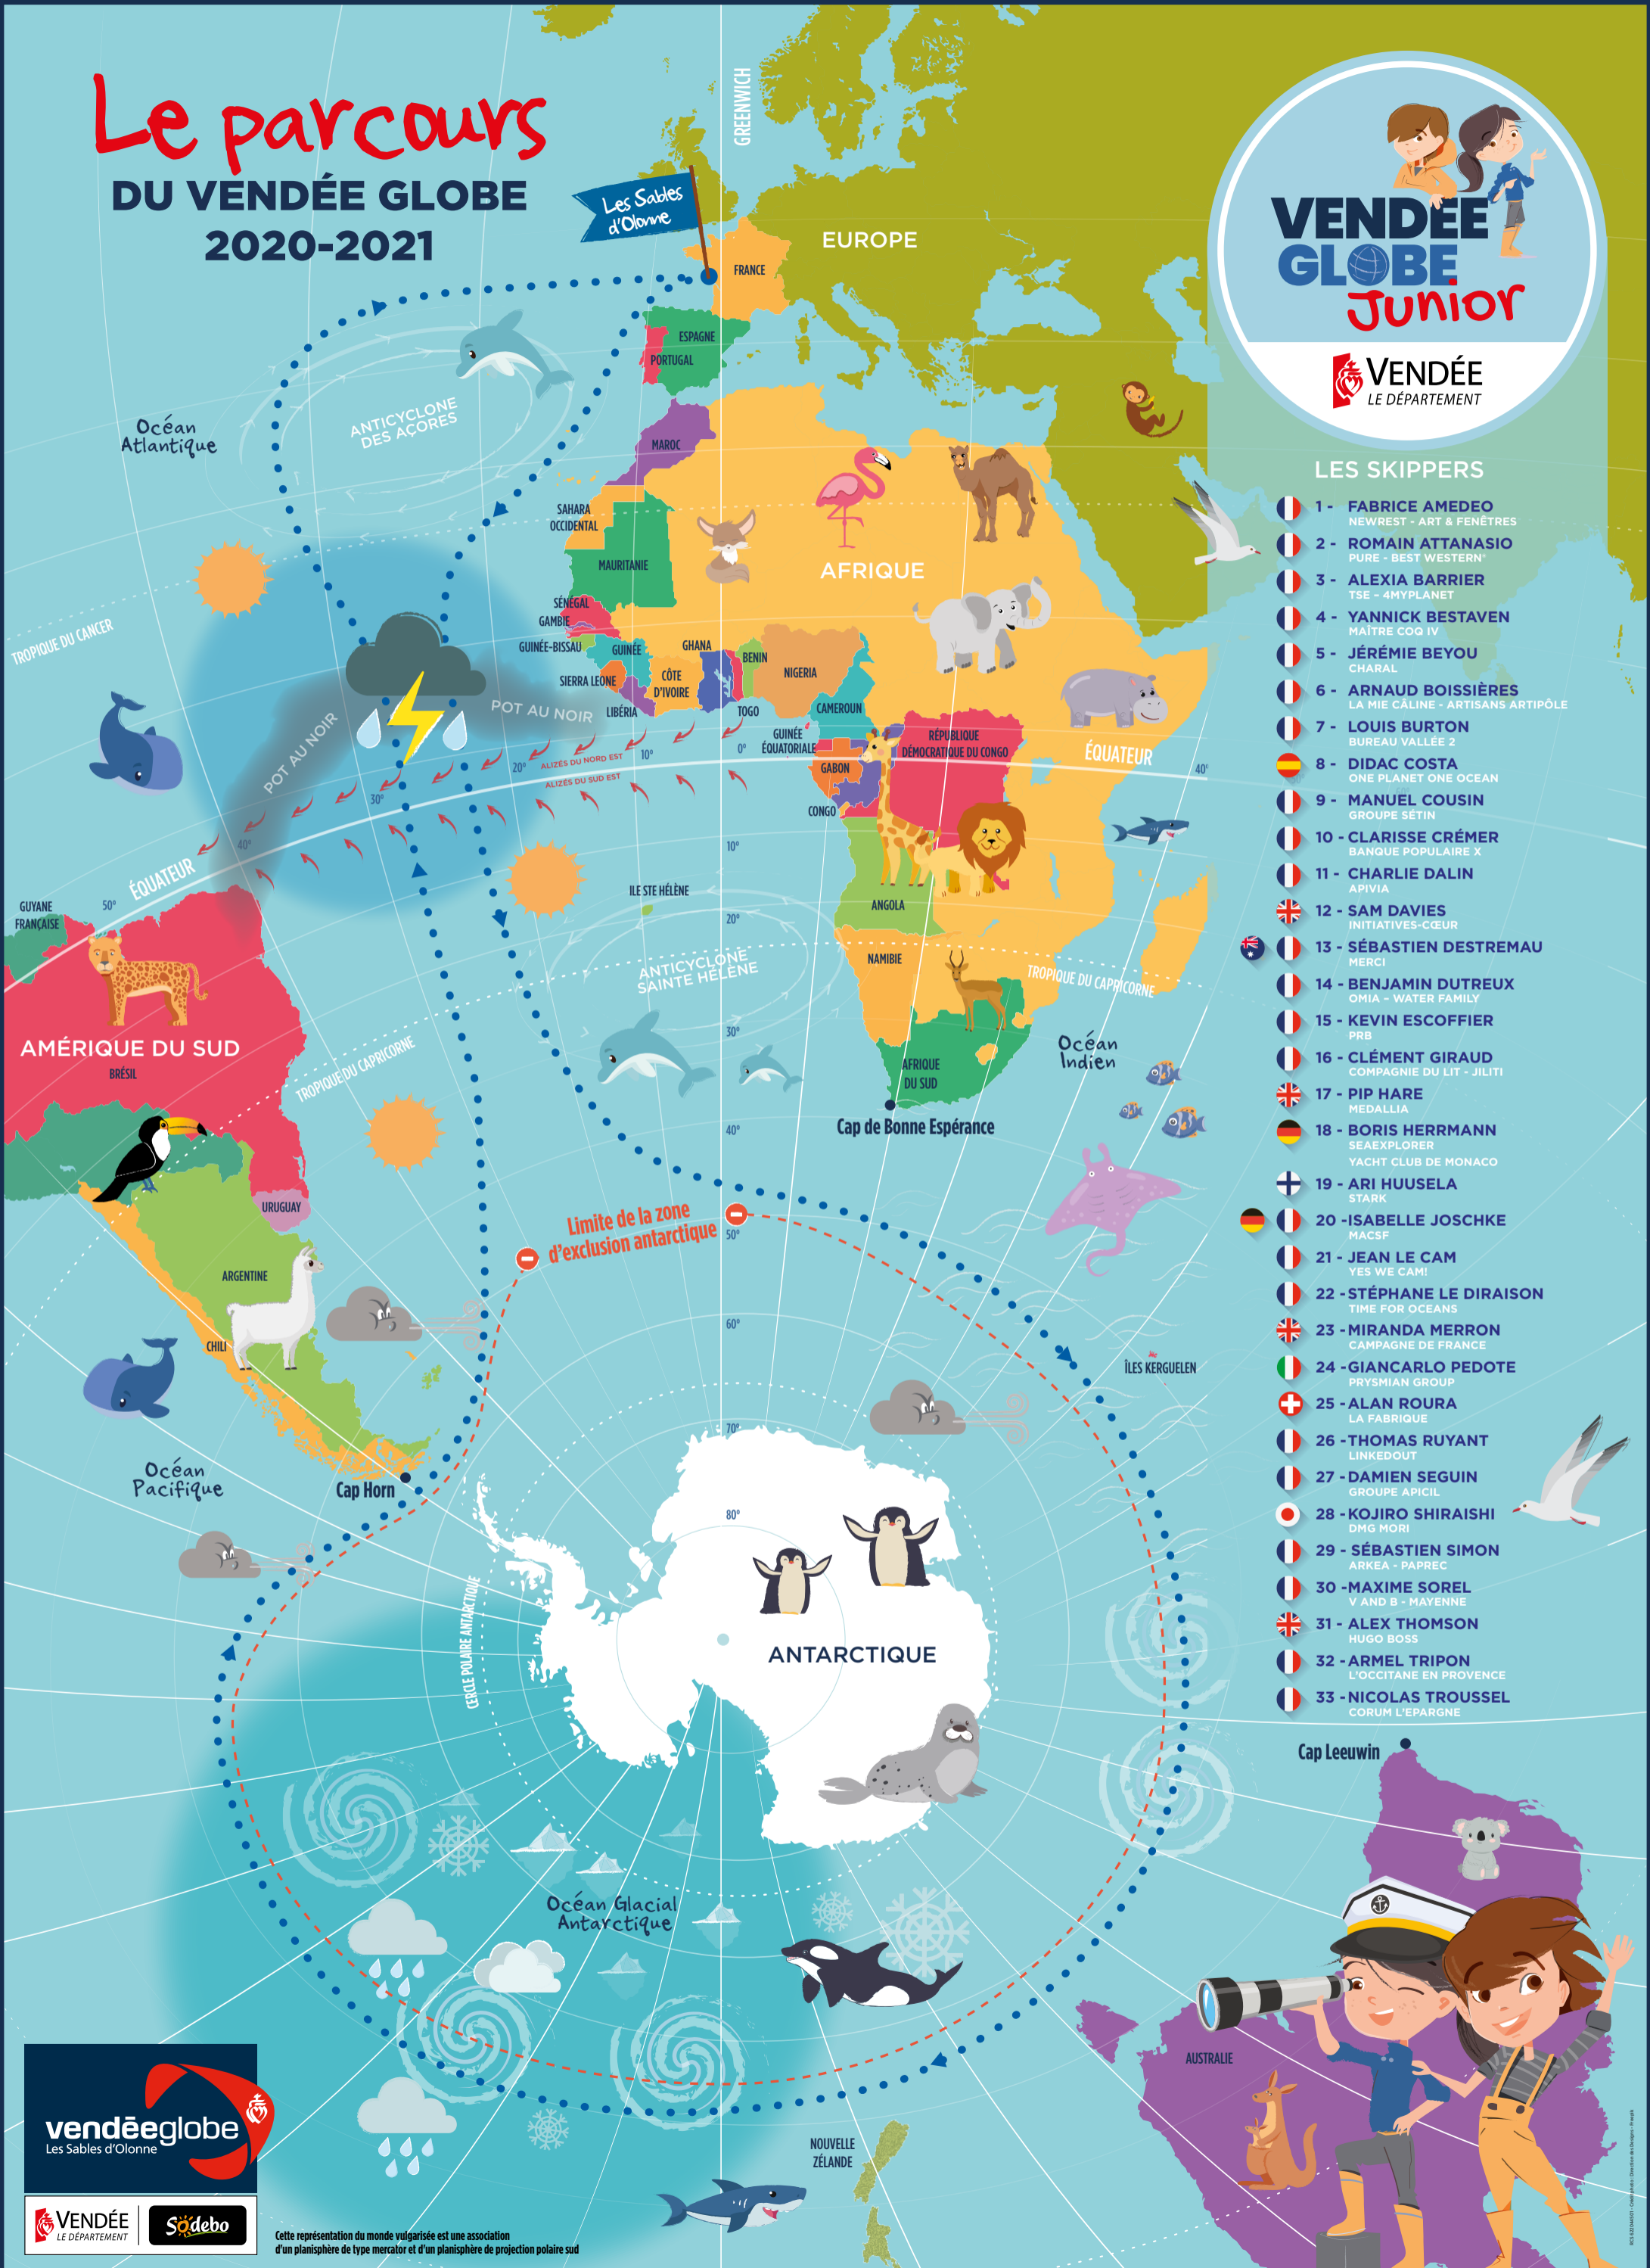 Le parcours
DU VENDÉE GLOBE
2020-2021
GREENWICH
Les Sables
d'Olonne
EUROPE
FRANCE
ESPAGNE
PORTUGAL
VENDÉE
GLOBE
Junior
VENDÉE
LE DÉPARTEMENT
Océan
Atlantique
ANTICYCLONE
DES AÇORES
MAROC
SAHARA
OCCIDENTAL
MAURITANIE
AFRIQUE
SÉNÉGAL
GAMBIE
GUINÉE-BISSAU
GUINÉE
SIERRA LEONE
LIBÉRIA
CÔTE
D'IVOIRE
GHANA
TOGO
BENIN
NIGERIA
CAMEROUN
GUINÉE
ÉQUATORIALE
GABON
CONGO
RÉPUBLIQUE
DÉMOCRATIQUE DU CONGO
ÉQUATEUR
TROPIQUE DU CANCER
POT AU NOIR
POT AU NOIR
ALIZÉS DU NORD EST
ALIZÉS DU SUD EST
0°
10°
20°
30°
40°
50°
40°
ÉQUATEUR
10°
20°
30°
40°
50°
60°
70°
80°
GUYANE
FRANÇAISE
ILE STE HÉLÈNE
ANTICYCLONE
SAINTE HÉLÈNE
ANGOLA
NAMIBIE
TROPIQUE DU CAPRICORNE
AFRIQUE
DU SUD
Cap de Bonne Espérance
Océan
Indien
AMÉRIQUE DU SUD
BRÉSIL
TROPIQUE DU CAPRICORNE
URUGUAY
ARGENTINE
CHILI
Limite de la zone
d'exclusion antarctique
ÎLES KERGUELEN
Océan
Pacifique
Cap Horn
CERCLE POLAIRE ANTARCTIQUE
ANTARCTIQUE
Océan Glacial
Antarctique
Cap Leeuwin
AUSTRALIE
NOUVELLE
ZÉLANDE
LES SKIPPERS
1 - FABRICE AMEDEO
NEWREST - ART & FENÊTRES
2 - ROMAIN ATTANASIO
PURE - BEST WESTERN®
3 - ALEXIA BARRIER
TSE - 4MYPLANET
4 - YANNICK BESTAVEN
MAÎTRE COQ IV
5 - JÉRÉMIE BEYOU
CHARAL
6 - ARNAUD BOISSIÈRES
LA MIE CÂLINE - ARTISANS ARTIPÔLE
7 - LOUIS BURTON
BUREAU VALLÉE 2
8 - DIDAC COSTA
ONE PLANET ONE OCEAN
9 - MANUEL COUSIN
GROUPE SÉTIN
10 - CLARISSE CRÉMER
BANQUE POPULAIRE X
11 - CHARLIE DALIN
APIVIA
12 - SAM DAVIES
INITIATIVES-CŒUR
13 - SÉBASTIEN DESTREMAU
MERCI
14 - BENJAMIN DUTREUX
OMIA - WATER FAMILY
15 - KEVIN ESCOFFIER
PRB
16 - CLÉMENT GIRAUD
COMPAGNIE DU LIT - JILITI
17 - PIP HARE
MEDALLIA
18 - BORIS HERRMANN
SEAEXPLORER
YACHT CLUB DE MONACO
19 - ARI HUUSELA
STARK
20 -ISABELLE JOSCHKE
MACSF
21 - JEAN LE CAM
YES WE CAM!
22 -STÉPHANE LE DIRAISON
TIME FOR OCEANS
23 -MIRANDA MERRON
CAMPAGNE DE FRANCE
24 -GIANCARLO PEDOTE
PRYSMIAN GROUP
25 -ALAN ROURA
LA FABRIQUE
26 -THOMAS RUYANT
LINKEDOUT
27 -DAMIEN SEGUIN
GROUPE APICIL
28 -KOJIRO SHIRAISHI
DMG MORI
29 - SÉBASTIEN SIMON
ARKEA - PAPREC
30 -MAXIME SOREL
V AND B - MAYENNE
31 - ALEX THOMSON
HUGO BOSS
32 -ARMEL TRIPON
L'OCCITANE EN PROVENCE
33 -NICOLAS TROUSSEL
CORUM L'EPARGNE
vendéeglobe
Les Sables d'Olonne
VENDÉE
LE DÉPARTEMENT
Sodebo
Cette représentation du monde vulgarisée est une association
d'un planisphère de type mercator et d'un planisphère de projection polaire sud